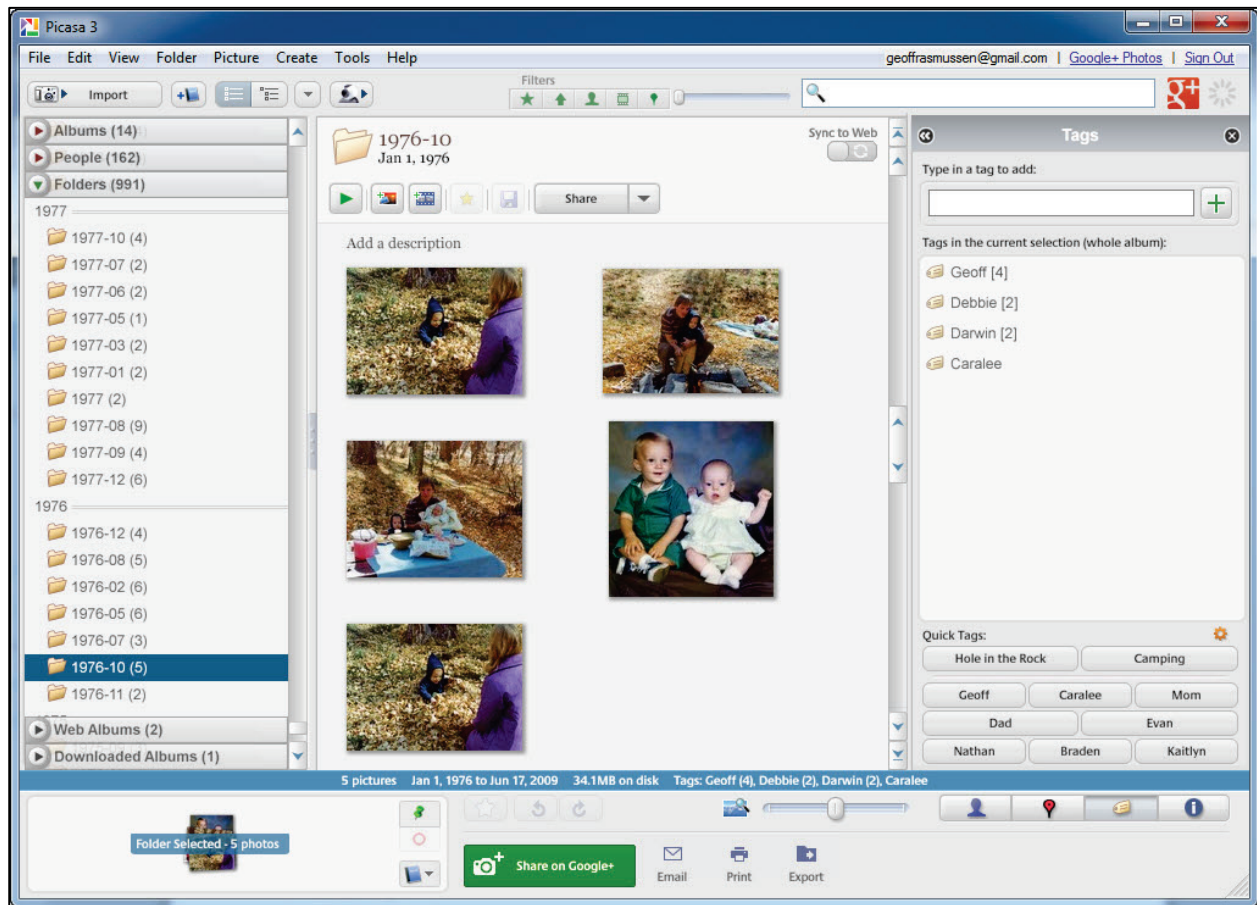 Picasa 3
File Edit View Folder Picture Create Tools Help
geoffrasmussen@gmail.com | Google+ Photos | Sign Out
Import
Filters
Albums (14)
People (162)
Folders (991)
1977
1977-10 (4)
1977-07 (2)
1977-06 (2)
1977-05 (1)
1977-03 (2)
1977-01 (2)
1977 (2)
1977-08 (9)
1977-09 (4)
1977-12 (6)
1976
1976-12 (4)
1976-08 (5)
1976-02 (6)
1976-05 (6)
1976-07 (3)
1976-10 (5)
1976-11 (2)
Web Albums (2)
Downloaded Albums (1)
1976-10
Jan 1, 1976
Sync to Web
Share
Add a description
Tags
Type in a tag to add:
Tags in the current selection (whole album):
Geoff [4]
Debbie [2]
Darwin [2]
Caralee
Quick Tags:
Hole in the Rock Camping
Geoff Caralee Mom
Dad Evan
Nathan Braden Kaitlyn
5 pictures Jan 1, 1976 to Jun 17, 2009 34.1MB on disk Tags: Geoff (4), Debbie (2), Darwin (2), Caralee
Folder Selected - 5 photos
Share on Google+
Email Print Export